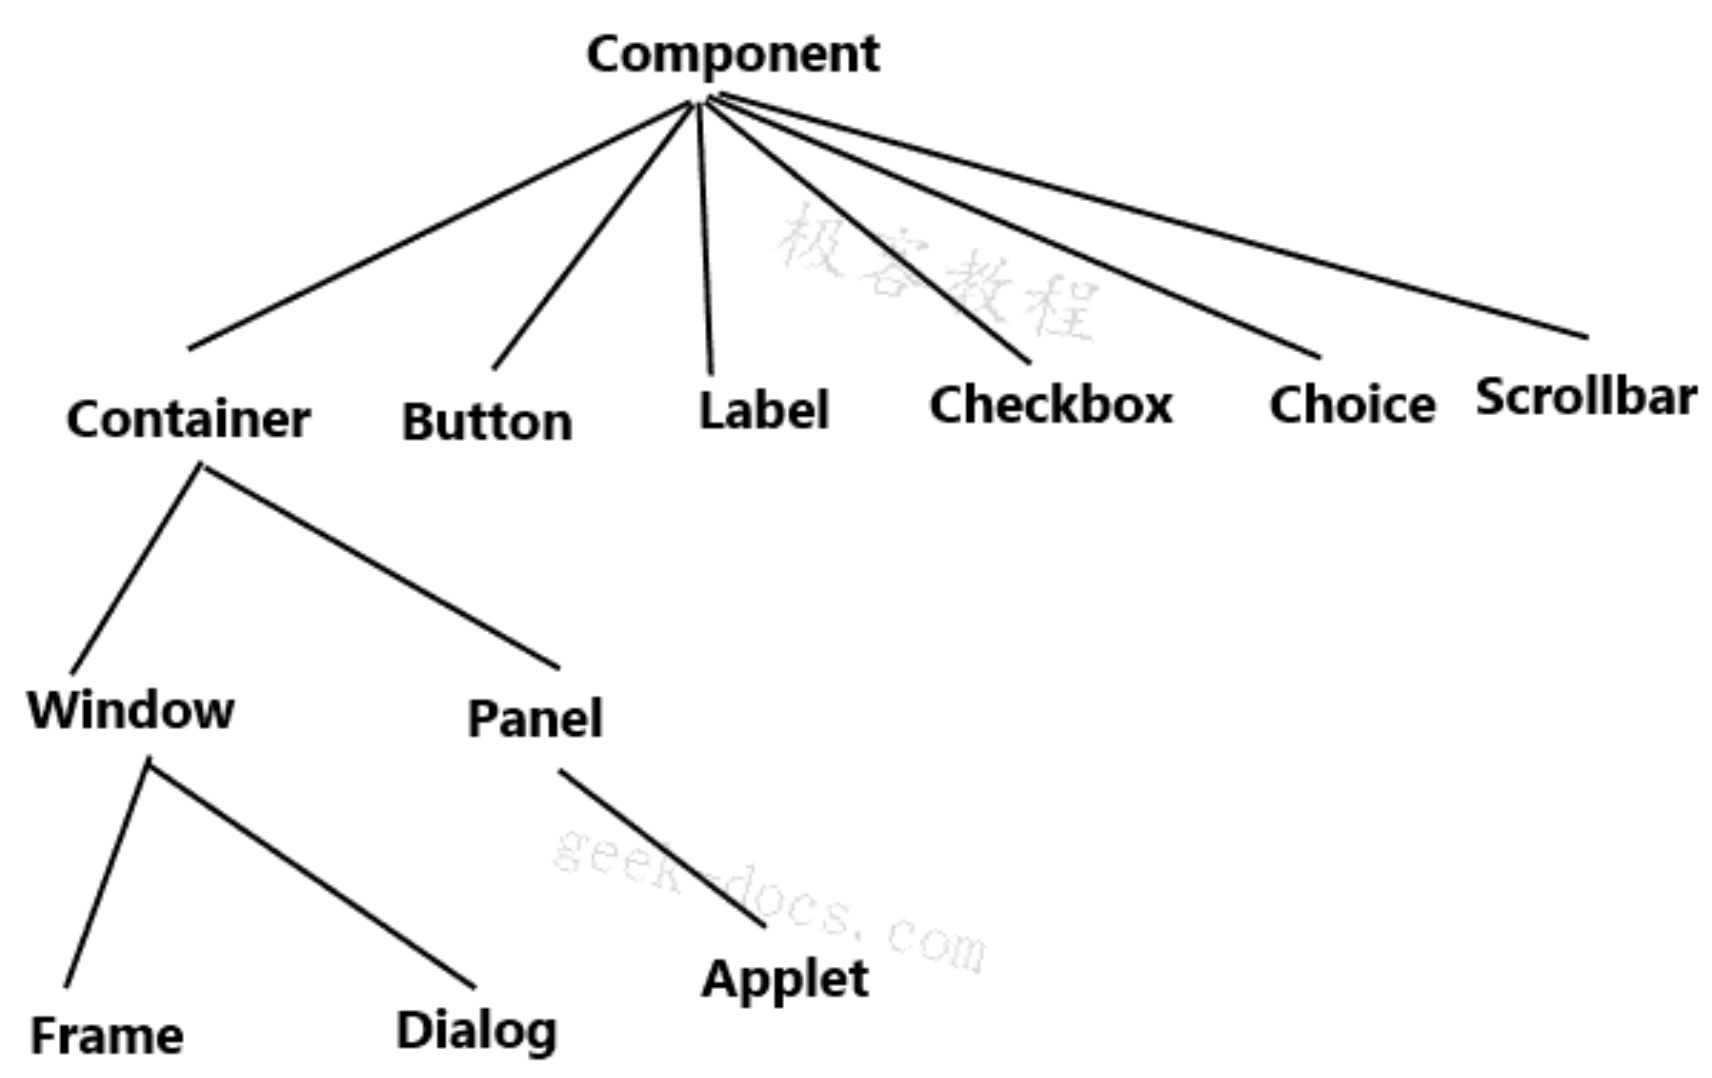 Component
极客教程
Container Button Label Checkbox Choice Scrollbar
Window Panel
geek-docs.com
Applet
Frame Dialog